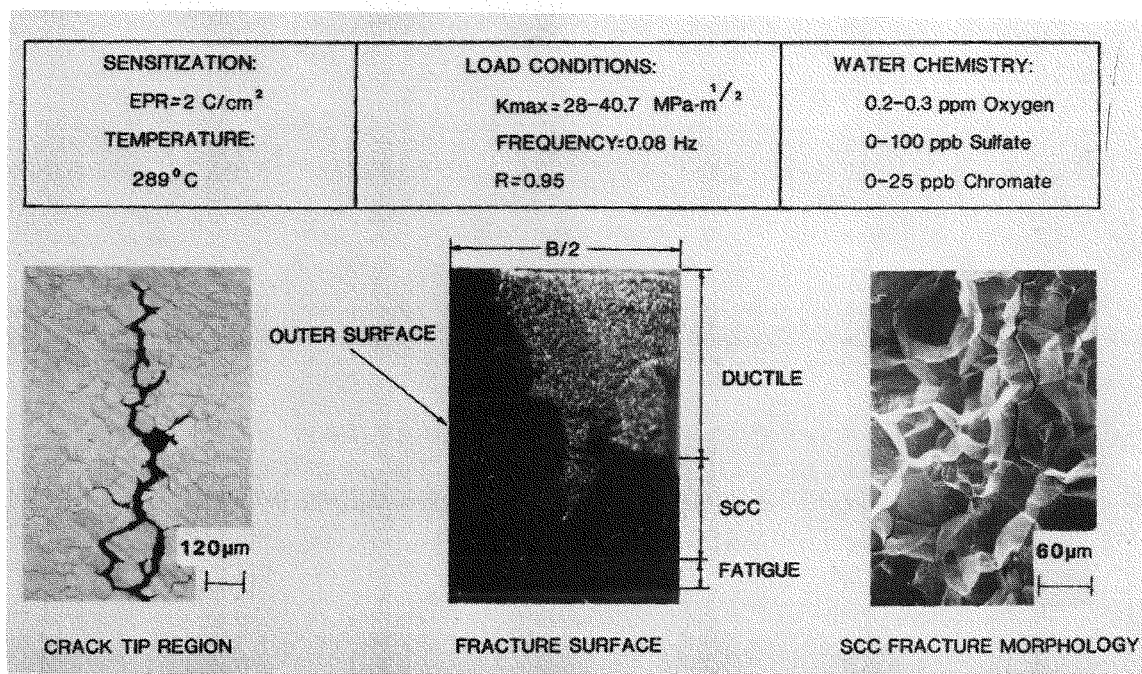 SENSITIZATION:
EPR=2 C/cm²
TEMPERATURE:
289°C
LOAD CONDITIONS:
Kmax=28-40.7 MPa-m^1/2
FREQUENCY=0.08 Hz
R=0.95
WATER CHEMISTRY:
0.2-0.3 ppm Oxygen
0-100 ppb Sulfate
0-25 ppb Chromate
B/2
OUTER SURFACE
DUCTILE
SCC
FATIGUE
120µm
60µm
CRACK TIP REGION
FRACTURE SURFACE
SCC FRACTURE MORPHOLOGY